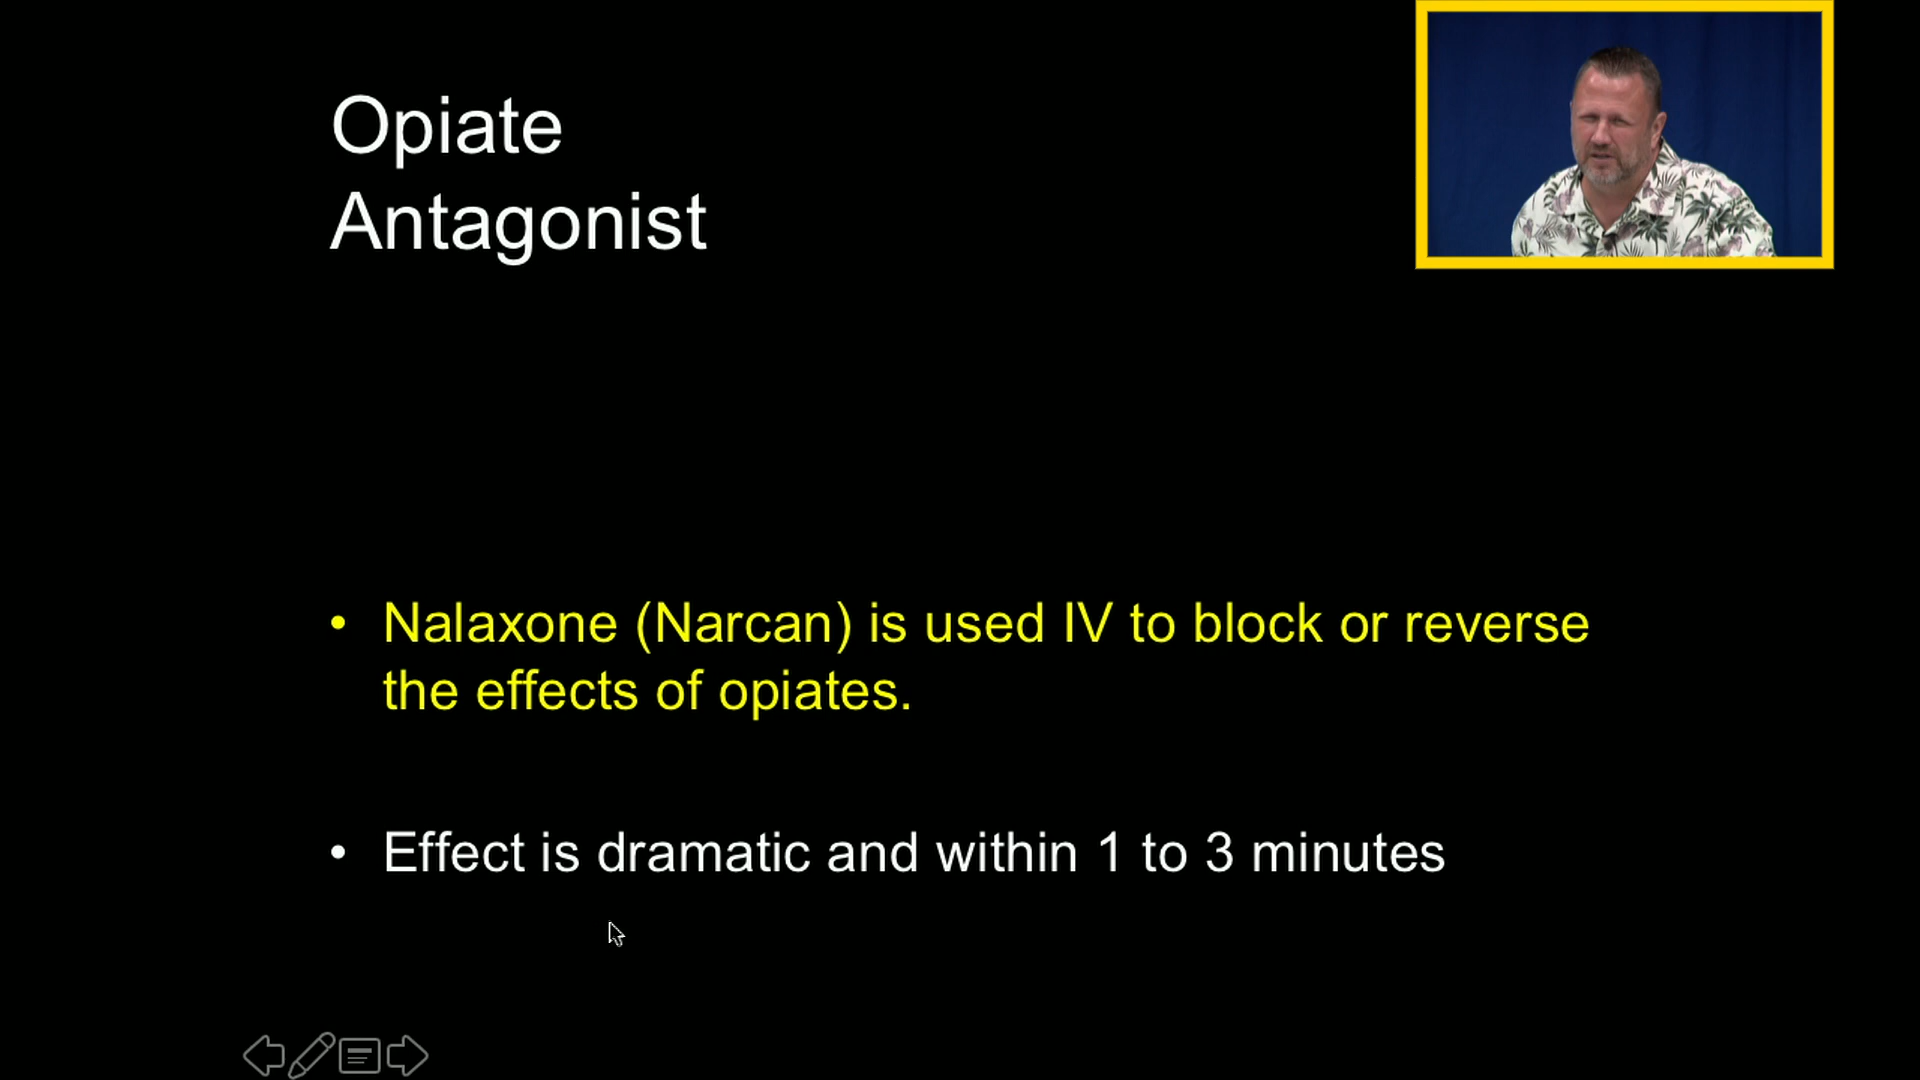 Opiate
Antagonist
• Nalaxone (Narcan) is used IV to block or reverse
the effects of opiates.
• Effect is dramatic and within 1 to 3 minutes